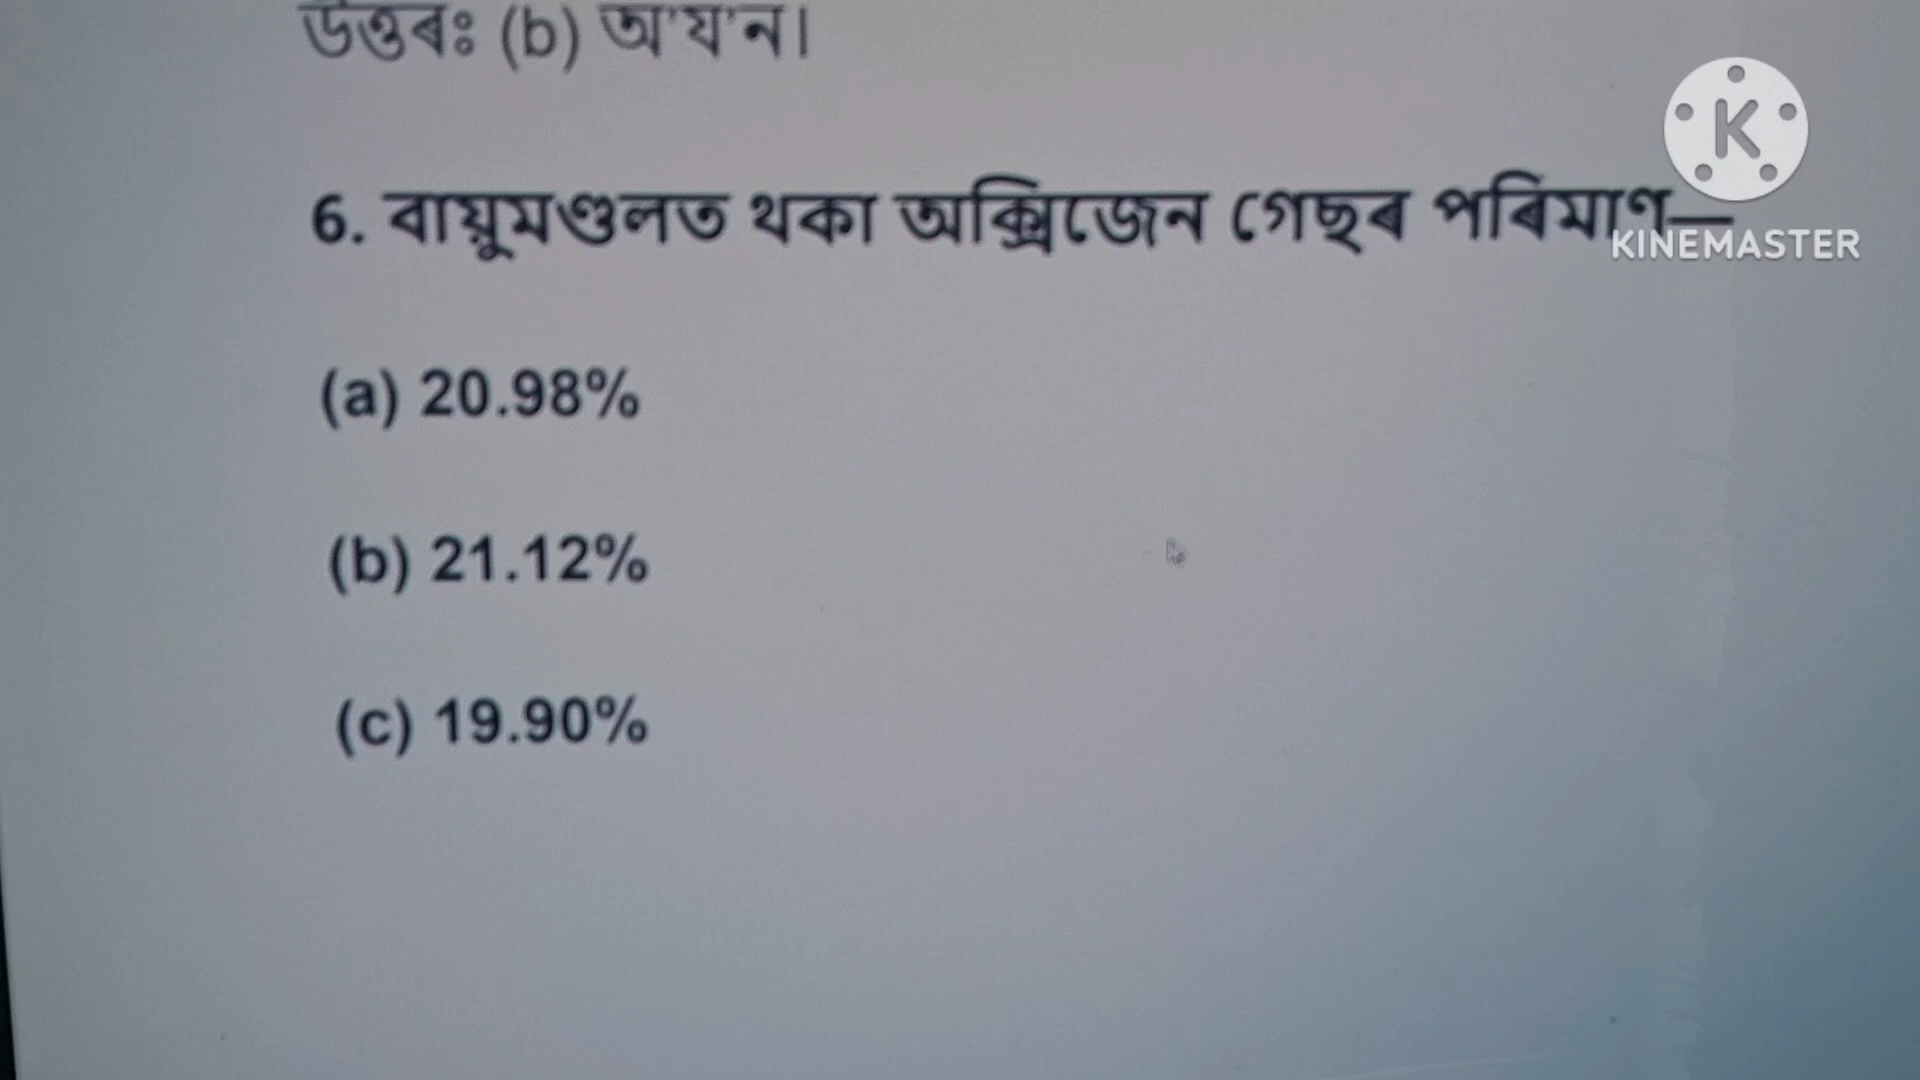 উত্তৰঃ (b) অ'য'ন।
6. বায়ুমণ্ডলত থকা অক্সিজেন গেছৰ পৰিমাণ—
K
KINEMASTER
(a) 20.98%
(b) 21.12%
(c) 19.90%